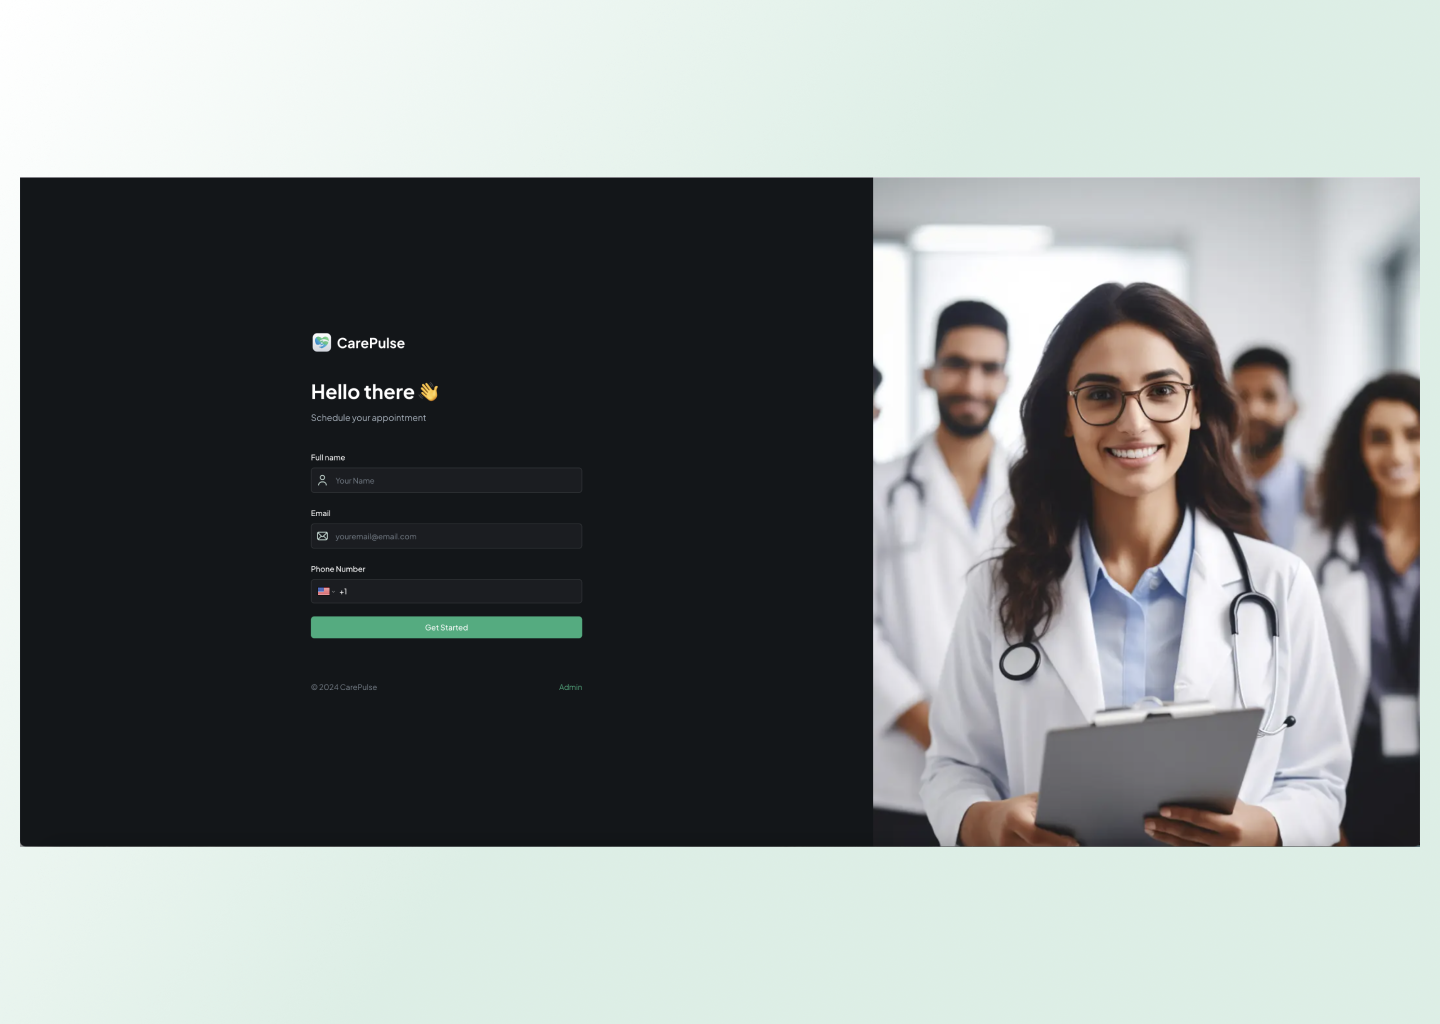 CarePulse
Hello there 👋
Schedule your appointment
Full name
Your Name
Email
youremail@email.com
Phone Number
+1
Get Started
© 2024 CarePulse
Admin